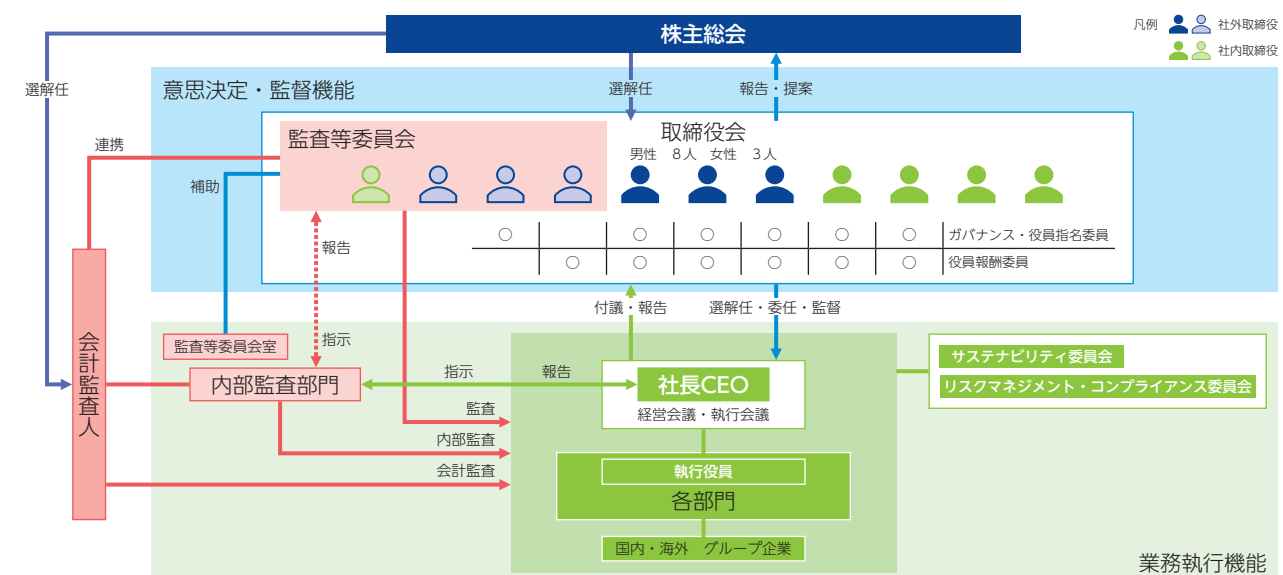 株主総会
凡例 社外取締役
社内取締役
選解任
意思決定・監督機能
選解任
報告・提案
監査等委員会
取締役会
男性 8人 女性 3人
連携
補助
報告
○ ○ ○ ○ ○ ○ ガバナンス・役員指名委員
○ ○ ○ ○ ○ ○ 役員報酬委員
付議・報告
選解任・委任・監督
会計監査人
監査等委員会室
指示
内部監査部門
指示
報告
社長CEO
経営会議・執行会議
サステナビリティ委員会
リスクマネジメント・コンプライアンス委員会
監査
内部監査
会計監査
執行役員
各部門
国内・海外 グループ企業
業務執行機能